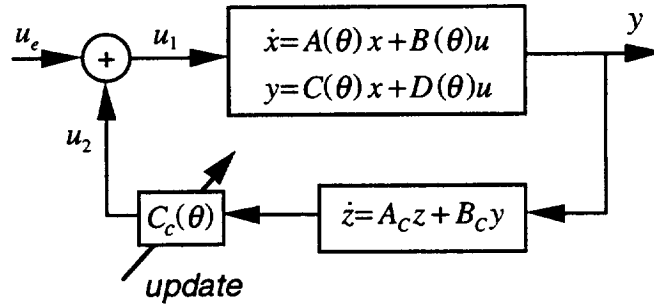 u_e
+
u_1
ẋ=A(θ)x+B(θ)u
y=C(θ)x+D(θ)u
y
u_2
C_c(θ)
ż=A_C z+B_C y
update